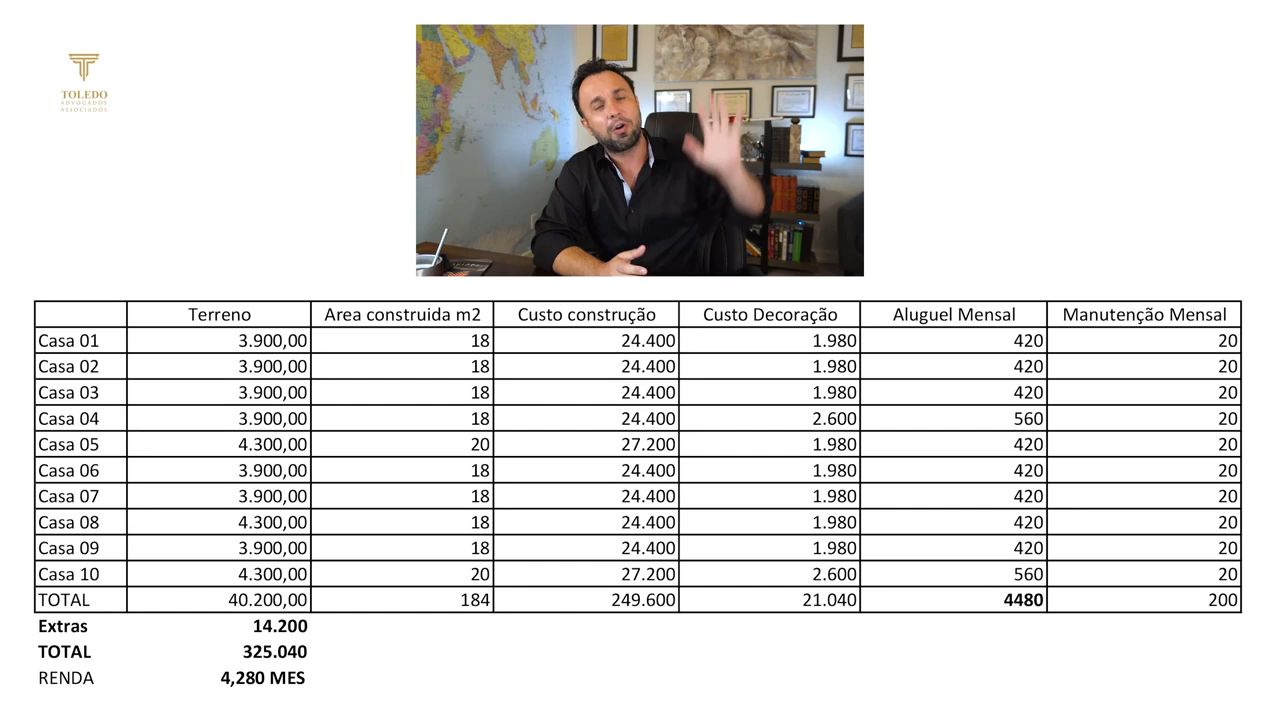 TOLEDO
ADVOGADOS
ASSOCIADOS
Terreno Area construida m2 Custo construção Custo Decoração Aluguel Mensal Manutenção Mensal
Casa 01 3.900,00 18 24.400 1.980 420 20
Casa 02 3.900,00 18 24.400 1.980 420 20
Casa 03 3.900,00 18 24.400 1.980 420 20
Casa 04 3.900,00 18 24.400 2.600 560 20
Casa 05 4.300,00 20 27.200 1.980 420 20
Casa 06 3.900,00 18 24.400 1.980 420 20
Casa 07 3.900,00 18 24.400 1.980 420 20
Casa 08 4.300,00 18 24.400 1.980 420 20
Casa 09 3.900,00 18 24.400 1.980 420 20
Casa 10 4.300,00 20 27.200 2.600 560 20
TOTAL 40.200,00 184 249.600 21.040 4480 200
Extras 14.200
TOTAL 325.040
RENDA 4,280 MES